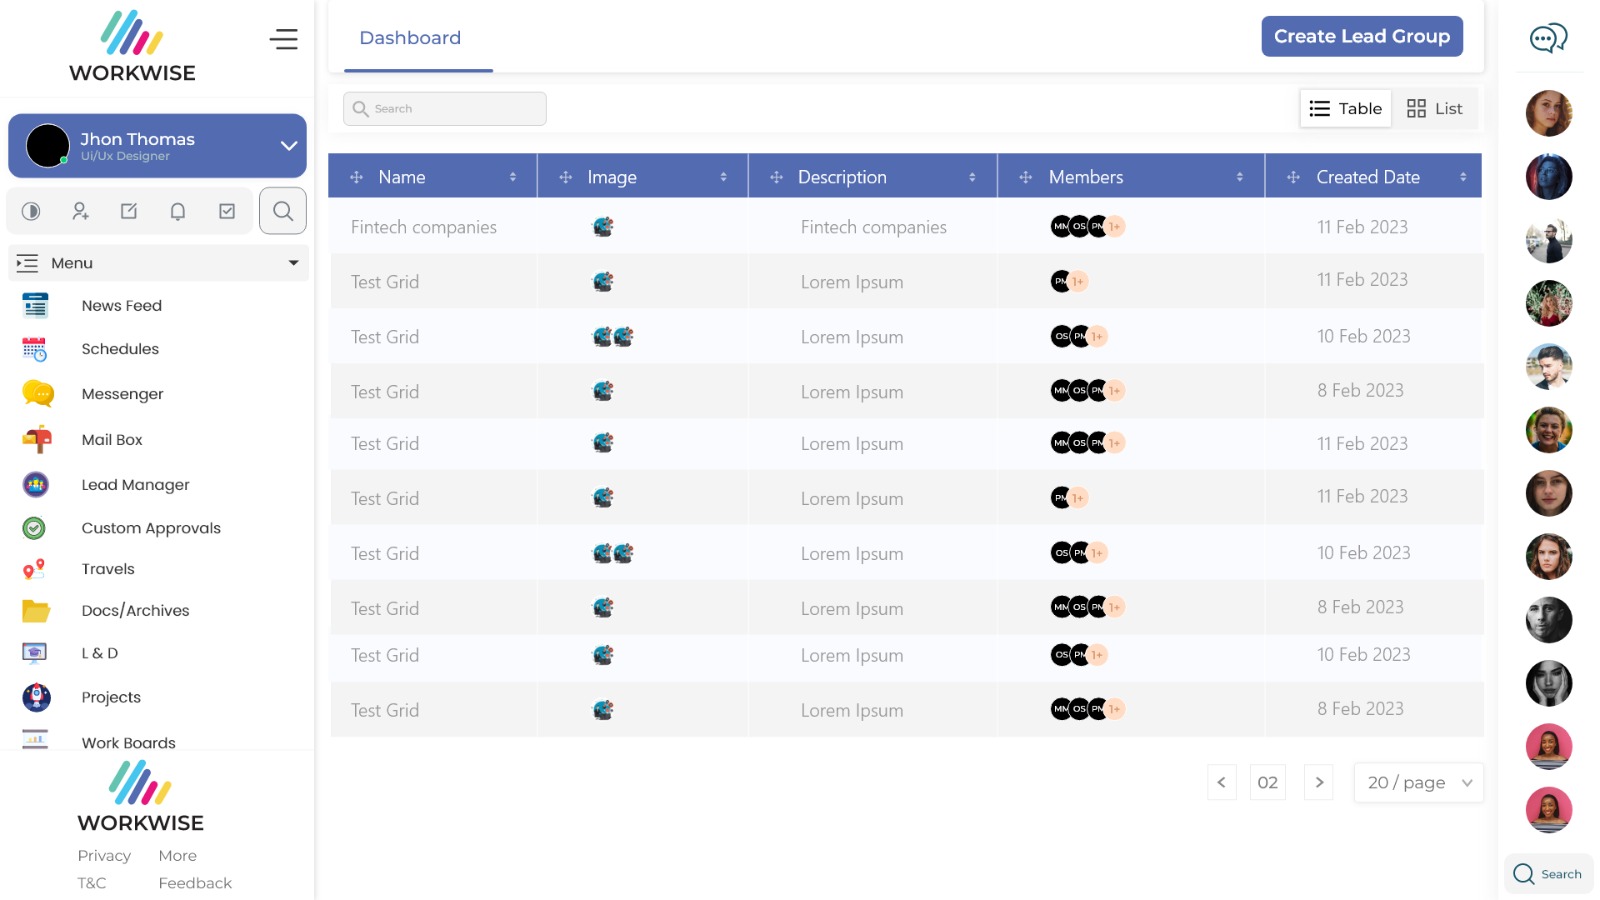 WORKWISE
Jhon Thomas
Ui/Ux Designer
Menu
News Feed
Schedules
Messenger
Mail Box
Lead Manager
Custom Approvals
Travels
Docs/Archives
L & D
Projects
Work Boards
WORKWISE
Privacy More
T&C Feedback
Dashboard
Create Lead Group
Search
Table List
Name Image Description Members Created Date
Fintech companies Fintech companies MM OS PM 1+ 11 Feb 2023
Test Grid Lorem Ipsum PM 1+ 11 Feb 2023
Test Grid Lorem Ipsum OS PM 1+ 10 Feb 2023
Test Grid Lorem Ipsum MM OS PM 1+ 8 Feb 2023
Test Grid Lorem Ipsum MM OS PM 1+ 11 Feb 2023
Test Grid Lorem Ipsum PM 1+ 11 Feb 2023
Test Grid Lorem Ipsum OS PM 1+ 10 Feb 2023
Test Grid Lorem Ipsum MM OS PM 1+ 8 Feb 2023
Test Grid Lorem Ipsum OS PM 1+ 10 Feb 2023
Test Grid Lorem Ipsum MM OS PM 1+ 8 Feb 2023
< 02 > 20 / page
Search